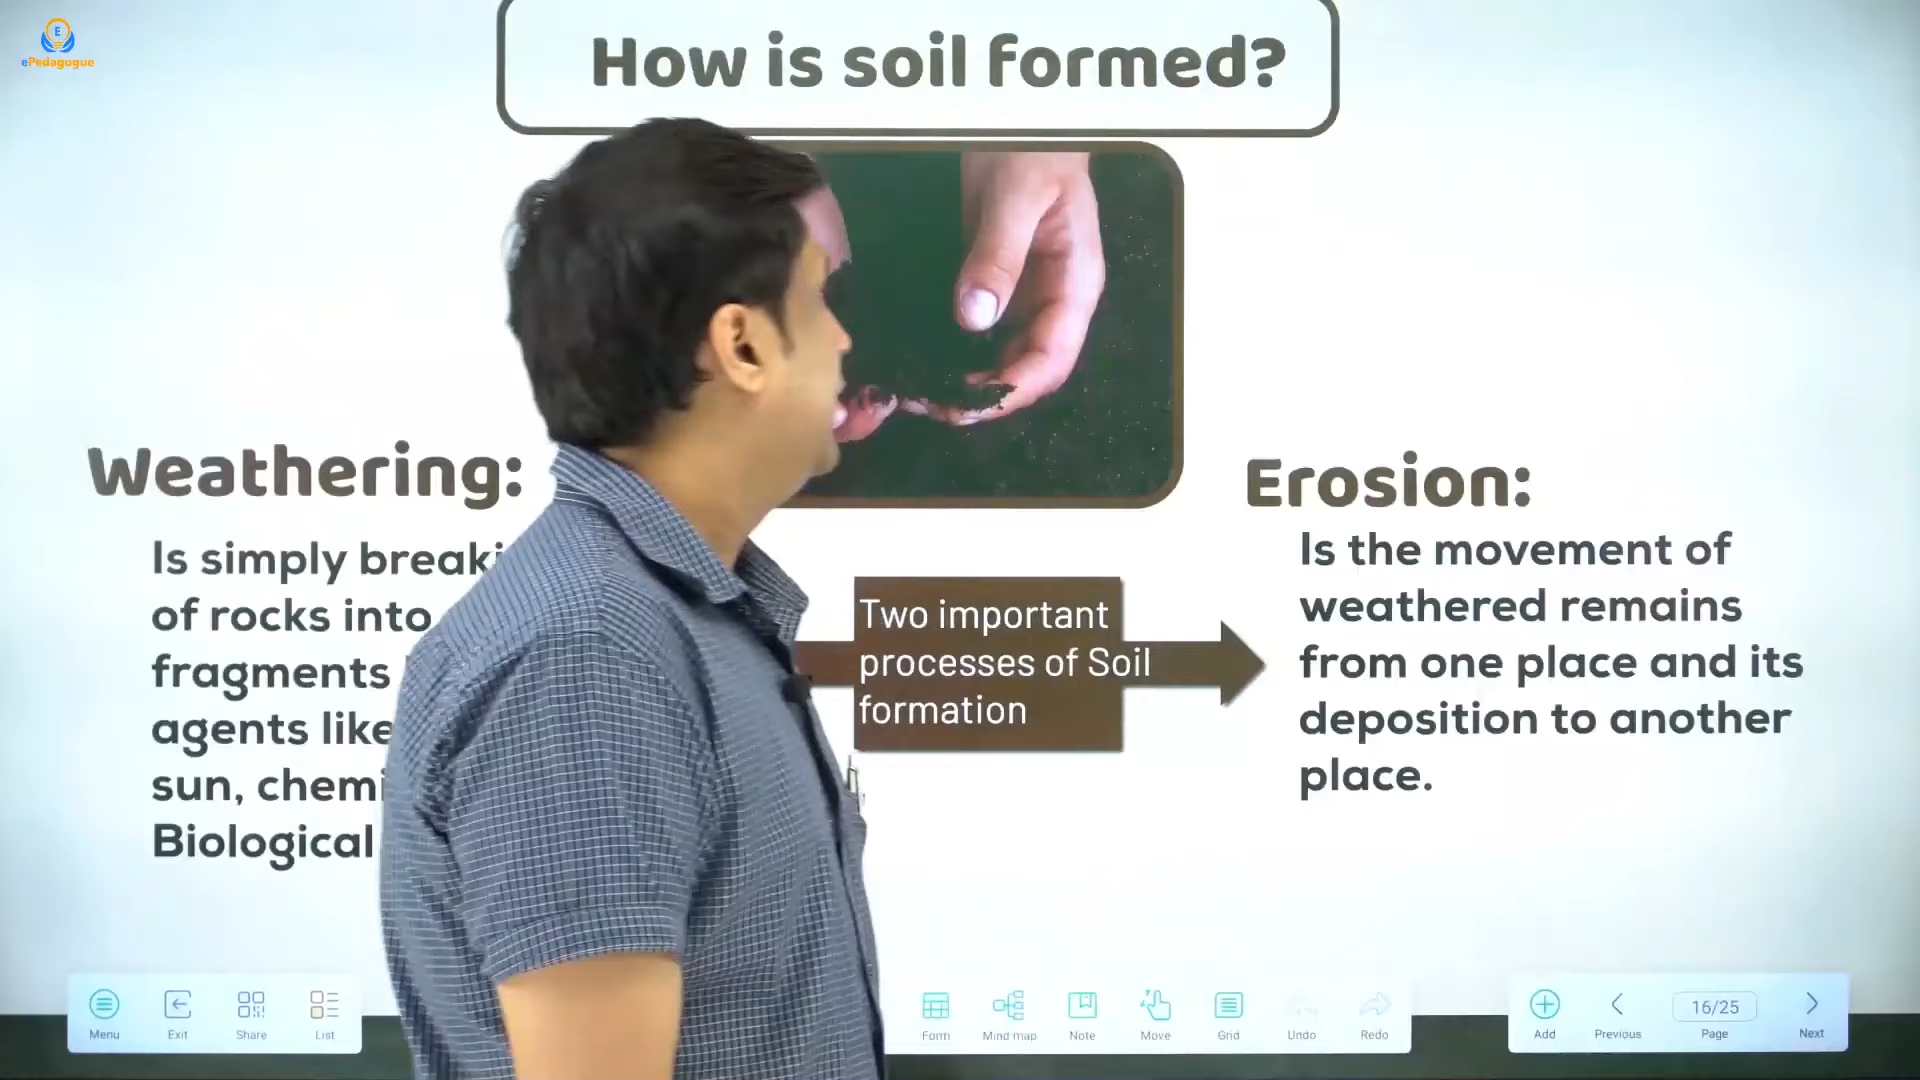 E
ePedagogue
How is soil formed?
Weathering:
Is simply
of rocks into
fragments
agents like
sun,
Biological
Two important
processes of Soil
formation
Erosion:
Is the movement of
weathered remains
from one place and its
deposition to another
place.
Menu
Exit
Share
List
Form
Mind map
Note
Move
Grid
Undo
Redo
Add
Previous
16/25
Page
Next